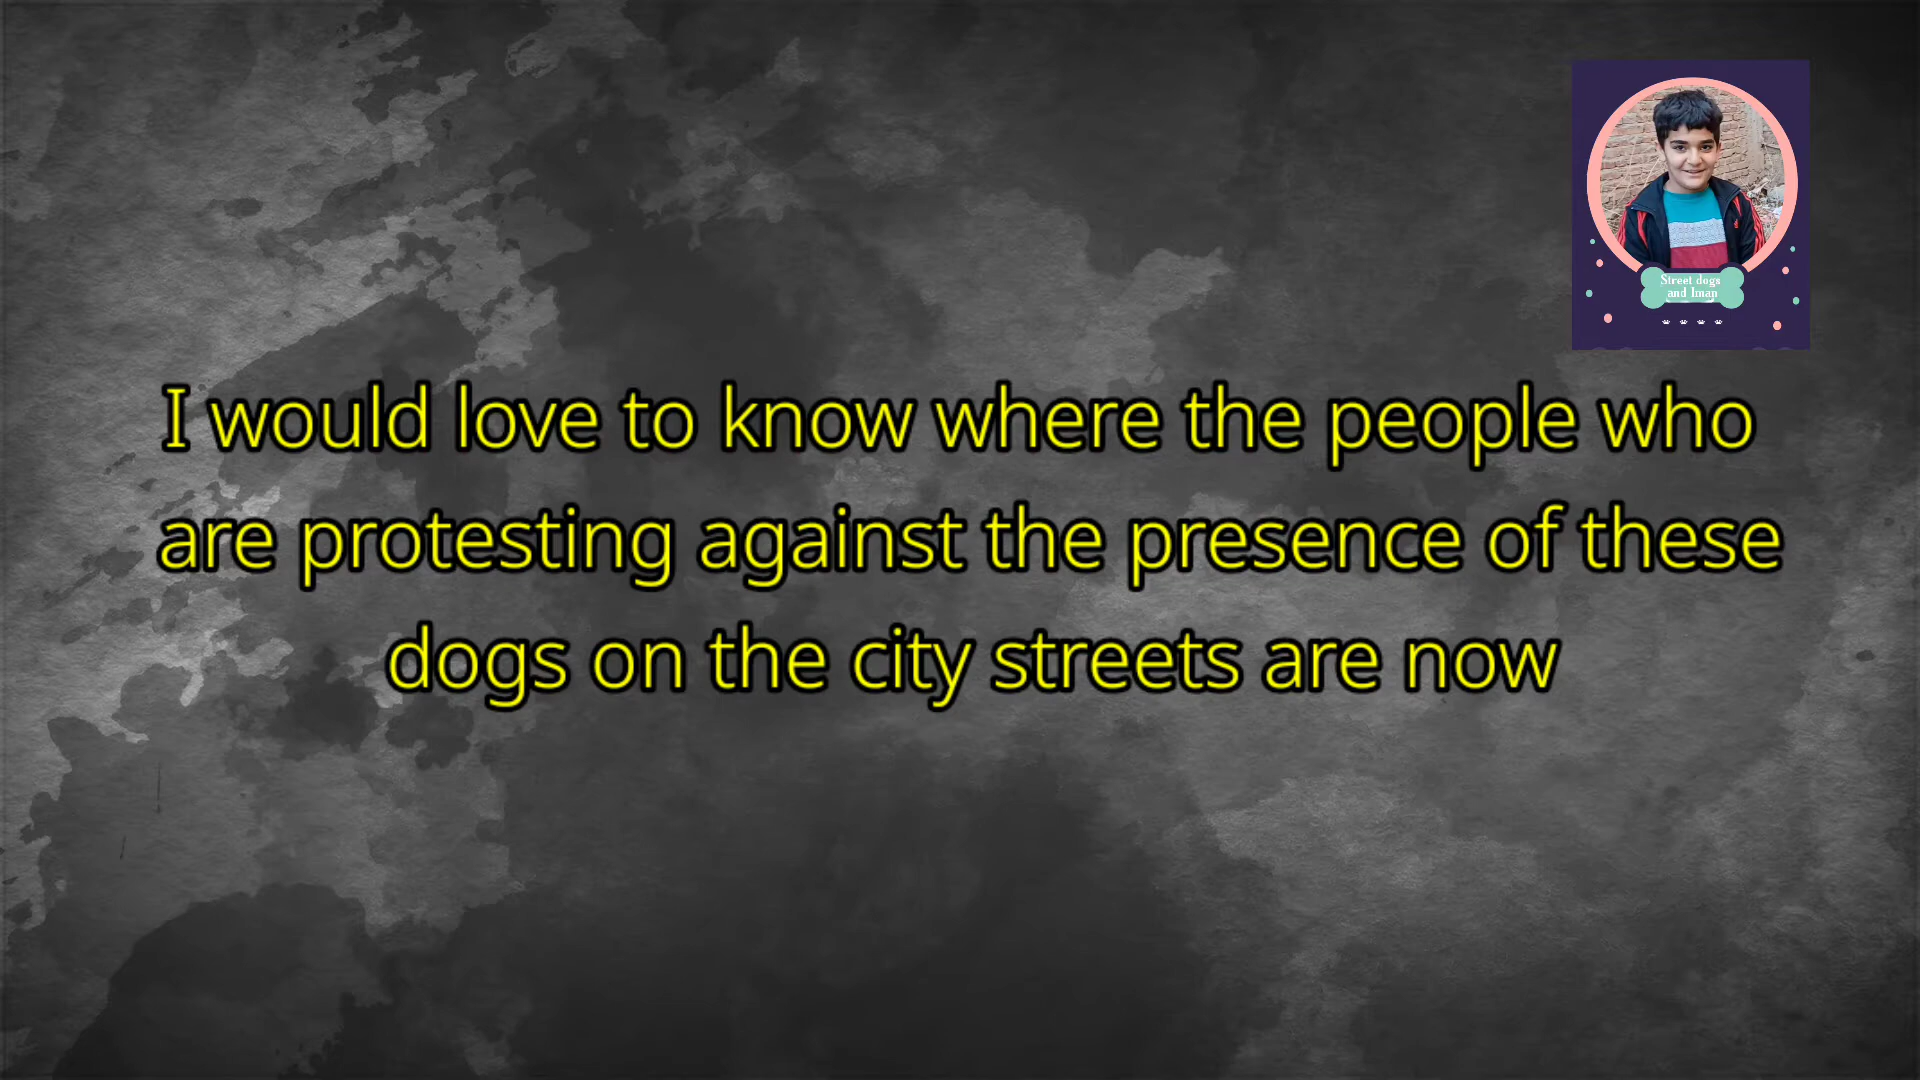 Street dogs
and Iman
I would love to know where the people who
are protesting against the presence of these
dogs on the city streets are now